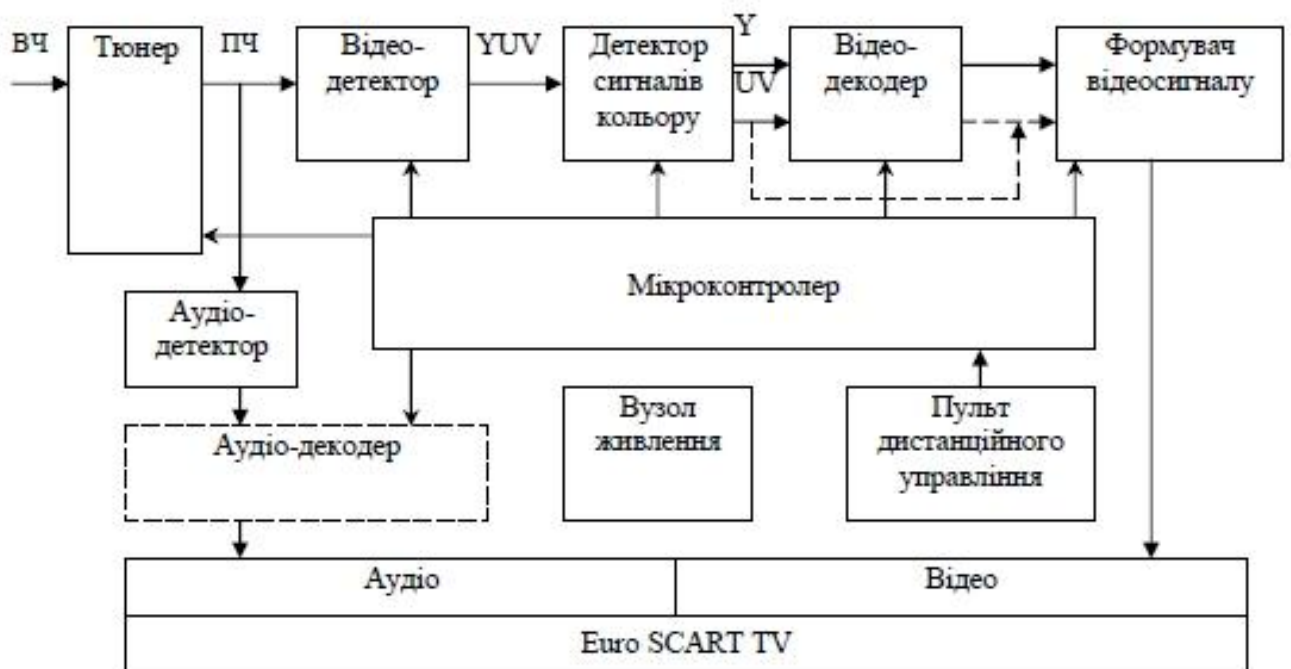 ВЧ
Тюнер
ПЧ
Відео-
детектор
YUV
Детектор
сигналів
кольору
Y
UV
Відео-
декодер
Формувач
відеосигналу
Мікроконтролер
Аудіо-
детектор
Аудіо-декодер
Вузол
живлення
Пульт
дистанційного
управління
Аудіо
Відео
Euro SCART TV